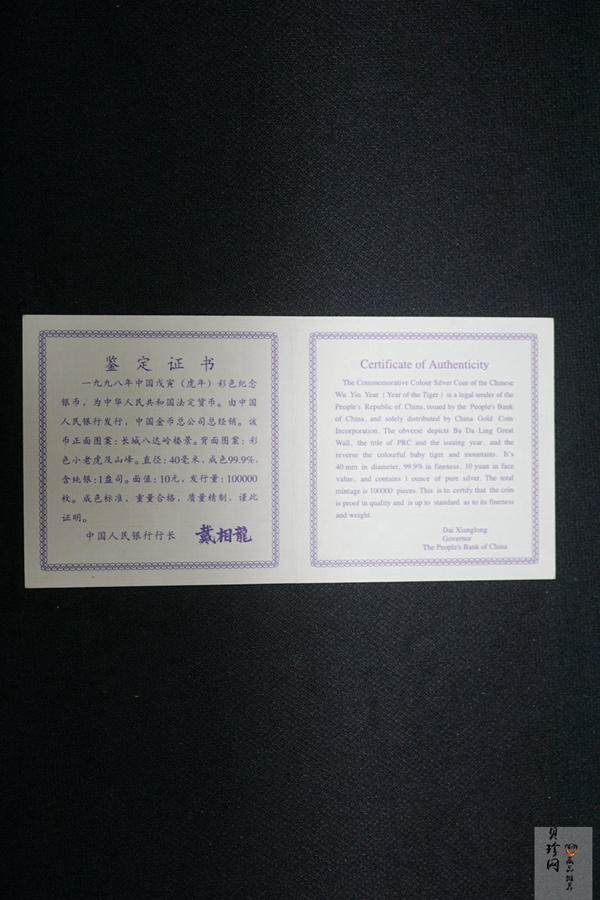 鉴定证书
一九九八年中国戊寅（虎年）彩色纪念
银币，为中华人民共和国法定货币。由中国
人民银行发行，中国金币总公司总经销。该
币正面图案：长城八达岭楼景。背面图案：彩
色小老虎及山峰。直径：40毫米，成色99.9%，
含纯银：1盎司。面值：10元，发行量：100000
枚。成色标准，重量合格，质量精制，谨此
证明。
中国人民银行行长 戴相龍
Certificate of Authenticity
The Commemorative Colour Silver Coin of the Chinese
Wu Yin Year ( Year of the Tiger ) is a legal tender of the
People's Republic of China, issued by the People's Bank
of China, and solely distributed by China Gold Coin
Incorporation. The obverse depicts Ba Da Ling Great
Wall, the title of PRC and the issuing year, and the
reverse the colourful baby tiger and mountains. It's
40 mm in diameter, 99.9% in fineness, 10 yuan in face
value, and contains 1 ounce of pure silver. The total
mintage is 100000 pieces. This is to certify that the coin
is proof in quality and is up to standard as to its fineness
and weight.
Dai Xianglong
Governor
The People's Bank of China
贝珍网
藏品推荐